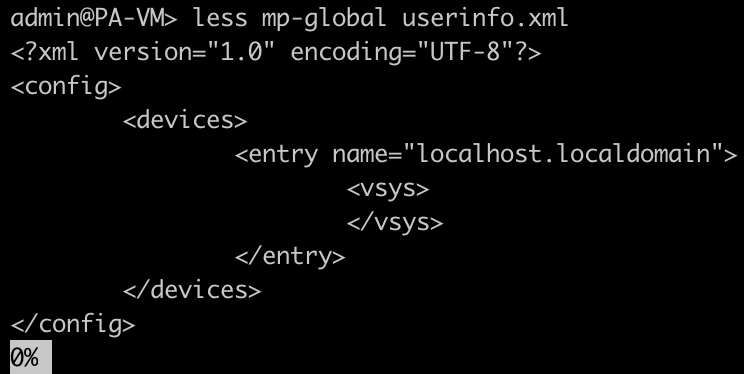 admin@PA-VM> less mp-global userinfo.xml
<?xml version="1.0" encoding="UTF-8"?>
<config>
        <devices>
                <entry name="localhost.localdomain">
                        <vsys>
                        </vsys>
                </entry>
        </devices>
</config>
0%